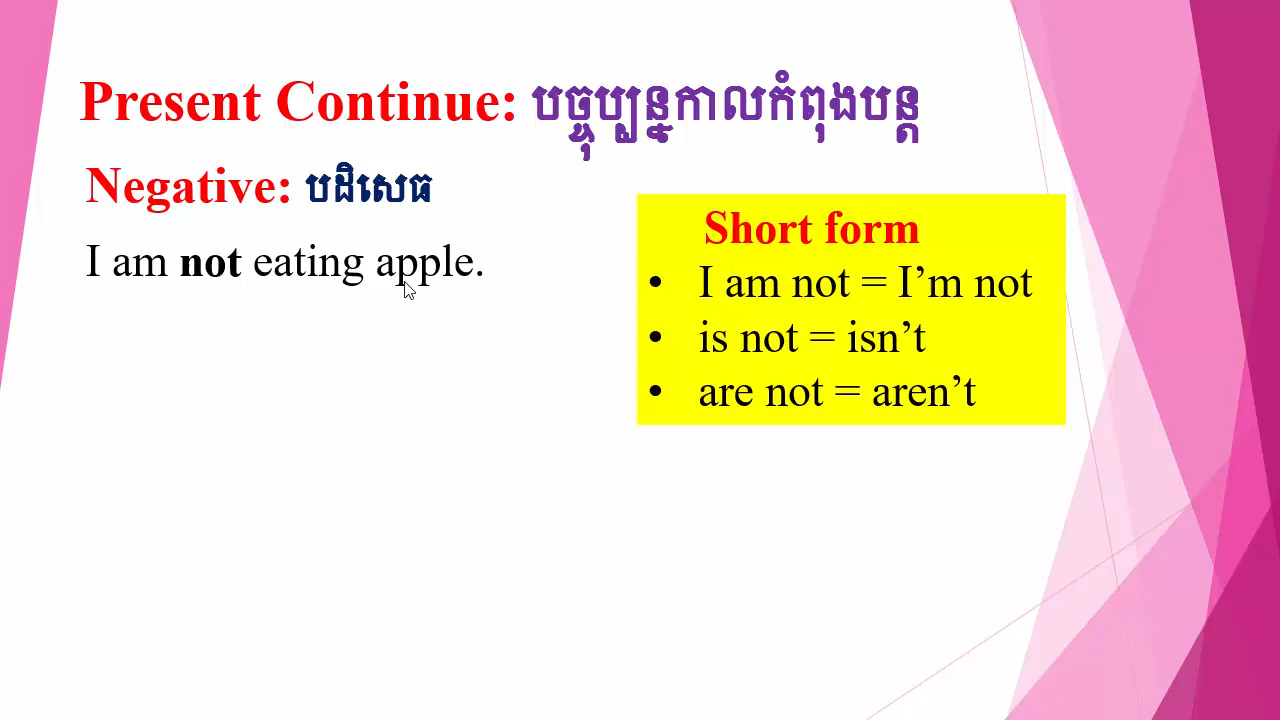 Present Continue: បច្ចុប្បន្នកាលកំពុងបន្ត
Negative: បដិសេធ
I am not eating apple.
Short form
• I am not = I’m not
• is not = isn’t
• are not = aren’t